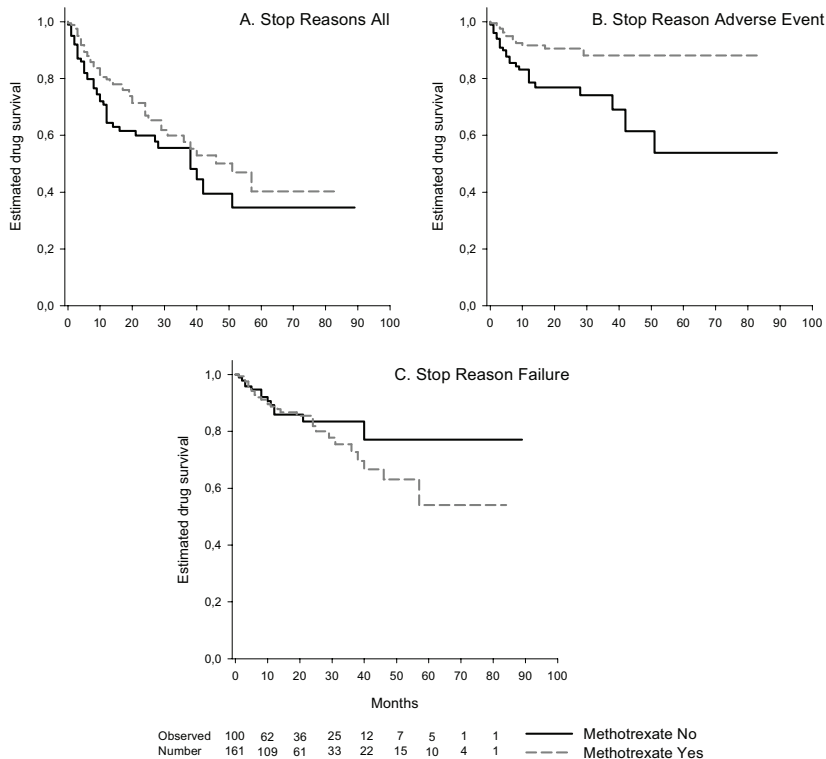 A. Stop Reasons All
Estimated drug survival
1,0
0,8
0,6
0,4
0,2
0,0
0 10 20 30 40 50 60 70 80 90 100
B. Stop Reason Adverse Event
Estimated drug survival
1,0
0,8
0,6
0,4
0,2
0,0
0 10 20 30 40 50 60 70 80 90 100
C. Stop Reason Failure
Estimated drug survival
1,0
0,8
0,6
0,4
0,2
0,0
0 10 20 30 40 50 60 70 80 90 100
Months
Observed 100 62 36 25 12 7 5 1 1 Methotrexate No
Number 161 109 61 33 22 15 10 4 1 Methotrexate Yes